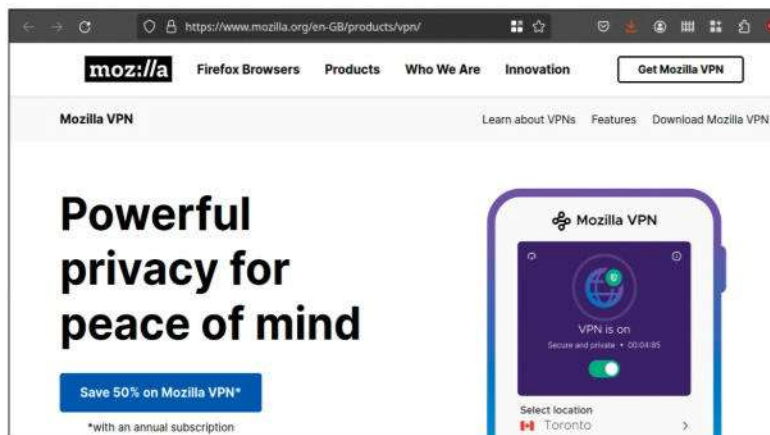 https://www.mozilla.org/en-GB/products/vpn/
moz://a Firefox Browsers Products Who We Are Innovation Get Mozilla VPN
Mozilla VPN Learn about VPNs Features Download Mozilla VPN
Powerful
privacy for
peace of mind
Save 50% on Mozilla VPN*
*with an annual subscription
Mozilla VPN
VPN is on
Secure and private • 00:04:85
Select location
Toronto